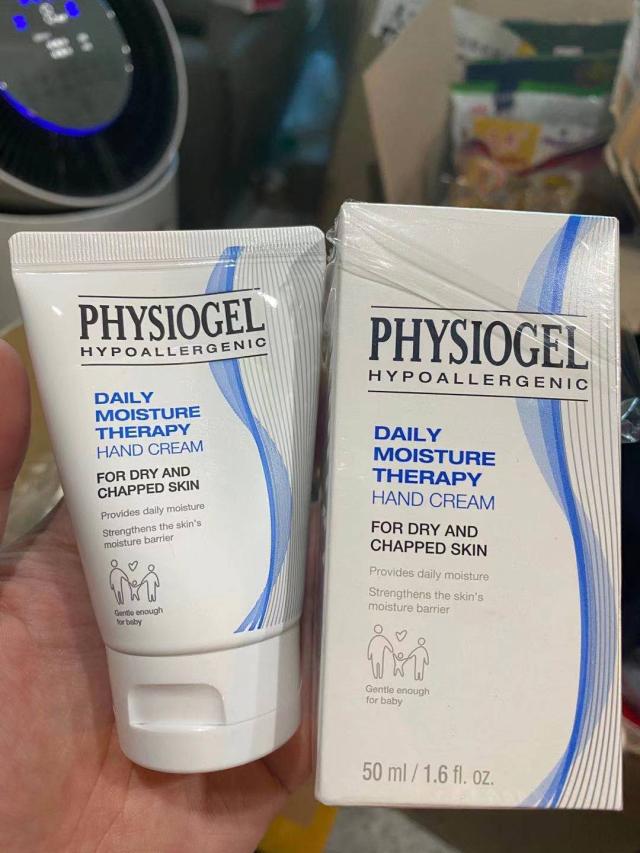 PHYSIOGEL
HYPOALLERGENIC
DAILY
MOISTURE
THERAPY
HAND CREAM
FOR DRY AND
CHAPPED SKIN
Provides daily moisture
Strengthens the skin's
moisture barrier
Gentle enough
for baby
PHYSIOGEL
HYPOALLERGENIC
DAILY
MOISTURE
THERAPY
HAND CREAM
FOR DRY AND
CHAPPED SKIN
Provides daily moisture
Strengthens the skin's
moisture barrier
Gentle enough
for baby
50 ml / 1.6 fl. oz.